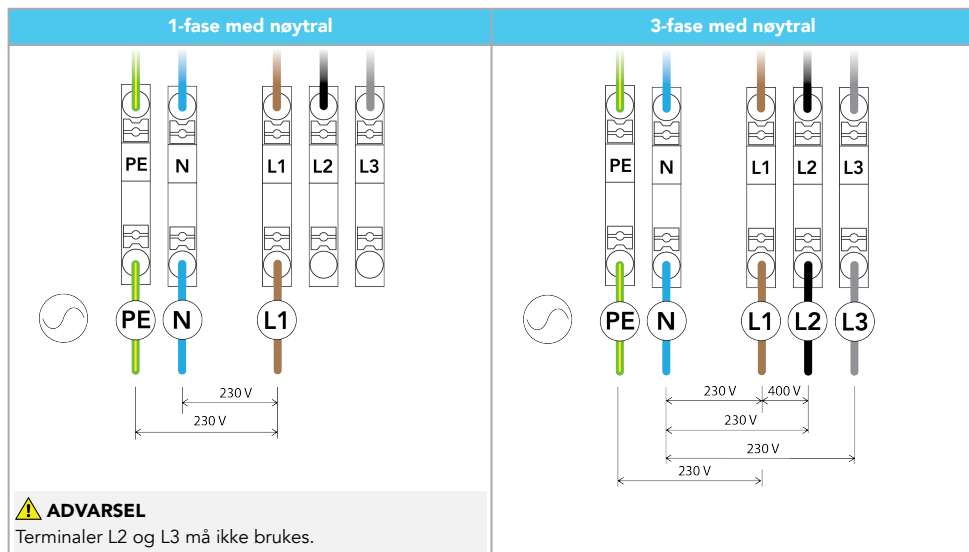 1-fase med nøytral
PE N L1 L2 L3
PE N L1
230 V
230 V
ADVARSEL
Terminaler L2 og L3 må ikke brukes.
3-fase med nøytral
PE N L1 L2 L3
PE N L1 L2 L3
230 V 400 V
230 V
230 V
230 V